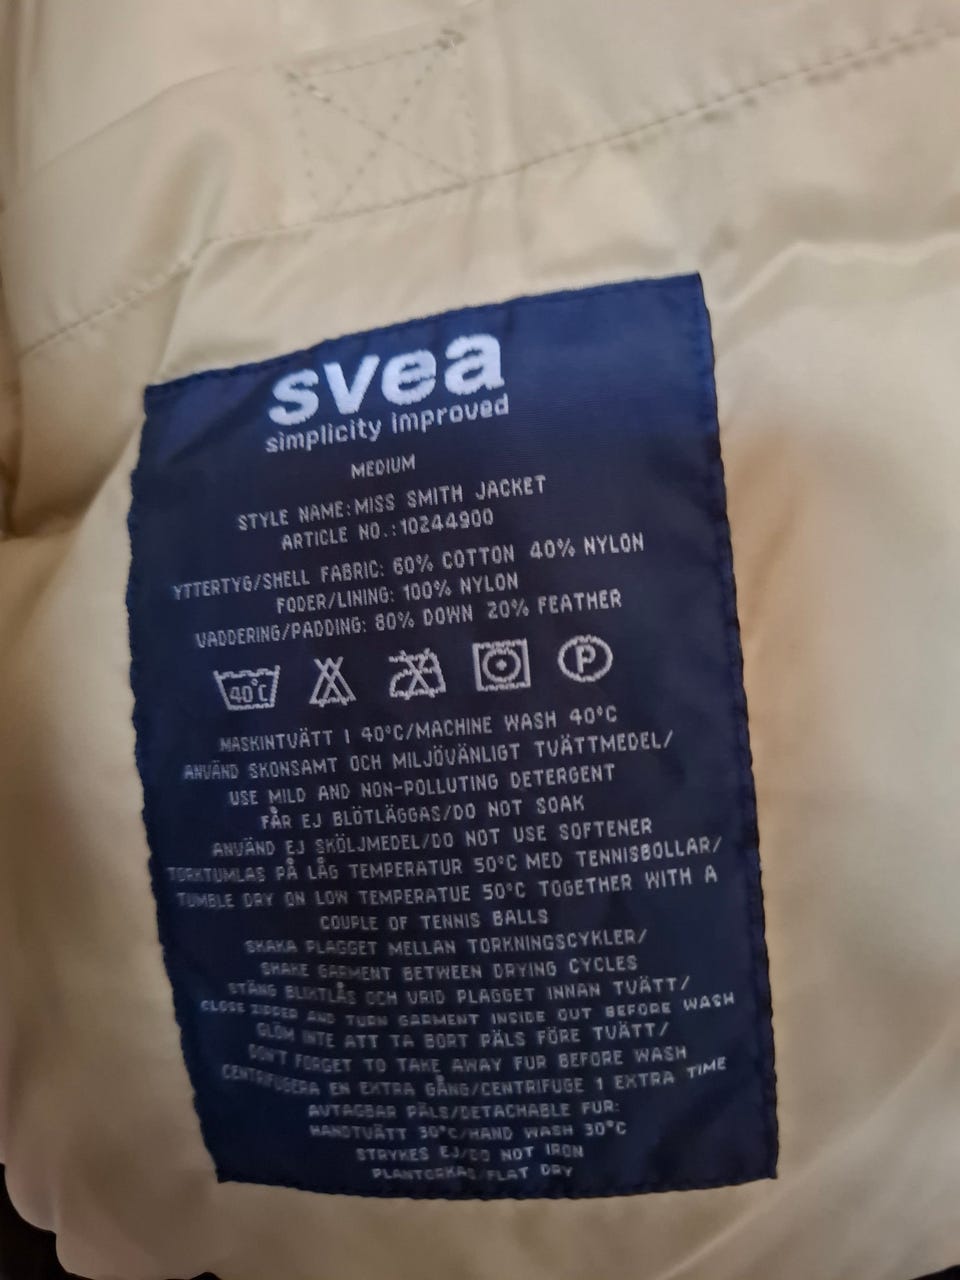 svea
simplicity improved
MEDIUM
STYLE NAME:MISS SMITH JACKET
ARTICLE NO.:10244900
YTTERTYG/SHELL FABRIC: 60% COTTON 40% NYLON
FODER/LINING: 100% NYLON
VADDERING/PADDING: 80% DOWN 20% FEATHER
40°C P
MASKINTVÄTT I 40°C/MACHINE WASH 40°C
ANVÄND SKONSAMT OCH MILJÖVÄNLIGT TVÄTTMEDEL/
USE MILD AND NON-POLLUTING DETERGENT
FÅR EJ BLÖTLÄGGAS/DO NOT SOAK
ANVÄND EJ SKÖLJMEDEL/DO NOT USE SOFTENER
TORKTUMLAS PÅ LÅG TEMPERATUR 50°C MED TENNISBOLLAR/
TUMBLE DRY ON LOW TEMPERATUE 50°C TOGETHER WITH A
COUPLE OF TENNIS BALLS
SKAKA PLAGGET MELLAN TORKNINGSCYKLER/
SHAKE GARMENT BETWEEN DRYING CYCLES
STÄNG BLIXTLÅS OCH VRID PLAGGET INNAN TVÄTT/
CLOSE ZIPPER AND TURN GARMENT INSIDE OUT BEFORE WASH
GLÖM INTE ATT TA BORT PÄLS FÖRE TVÄTT/
DON'T FORGET TO TAKE AWAY FUR BEFORE WASH
CENTRIFUGERA EN EXTRA GÅNG/CENTRIFUGE 1 EXTRA TIME
AVTAGBAR PÄLS/DETACHABLE FUR:
HANDTVÄTT 30°C/HAND WASH 30°C
STRYKES EJ/DO NOT IRON
PLANTORKAS/FLAT DRY